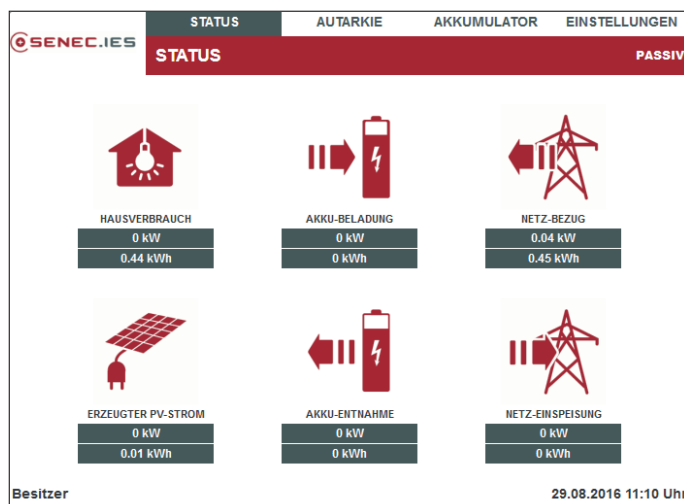 STATUS AUTARKIE AKKUMULATOR EINSTELLUNGEN
SENEC.IES
STATUS PASSIV
HAUSVERBRAUCH AKKU-BELADUNG NETZ-BEZUG
0 kW 0 kW 0.04 kW
0.44 kWh 0 kWh 0.45 kWh
ERZEUGTER PV-STROM AKKU-ENTNAHME NETZ-EINSPEISUNG
0 kW 0 kW 0 kW
0.01 kWh 0 kWh 0 kWh
Besitzer 29.08.2016 11:10 Uhr